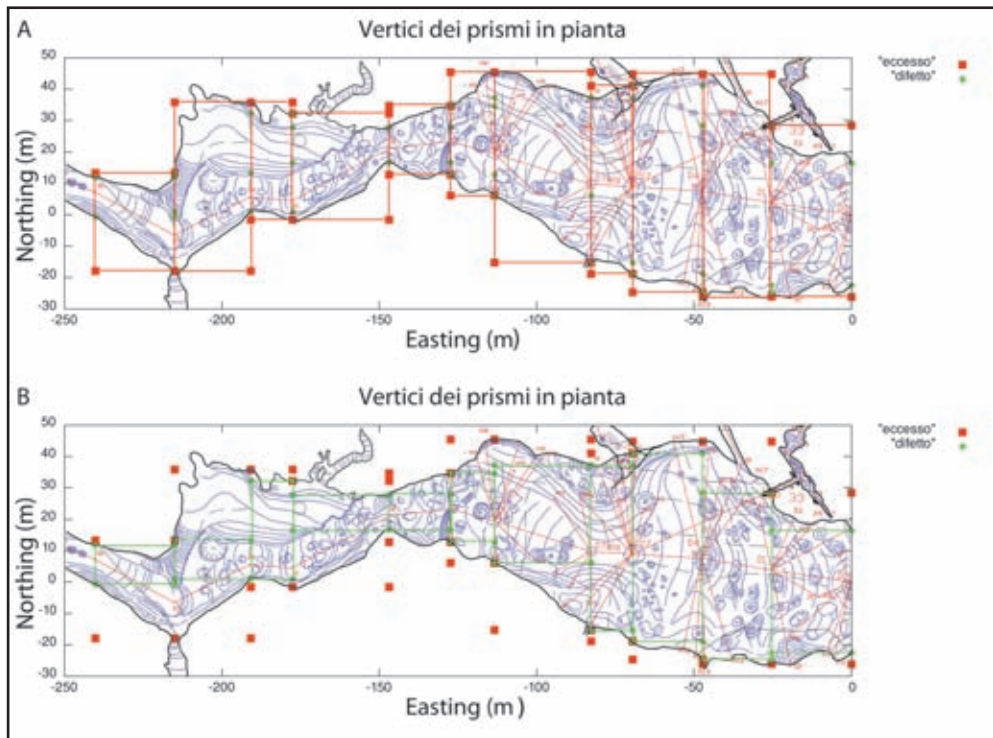 A
Vertici dei prismi in pianta
50
40
30
20
10
0
-10
-20
-30
Northing (m)
-250
-200
-150
-100
-50
0
Easting (m)
"eccesso"
"difetto"
B
Vertici dei prismi in pianta
50
40
30
20
10
0
-10
-20
-30
Northing (m)
-250
-200
-150
-100
-50
0
Easting (m)
"eccesso"
"difetto"